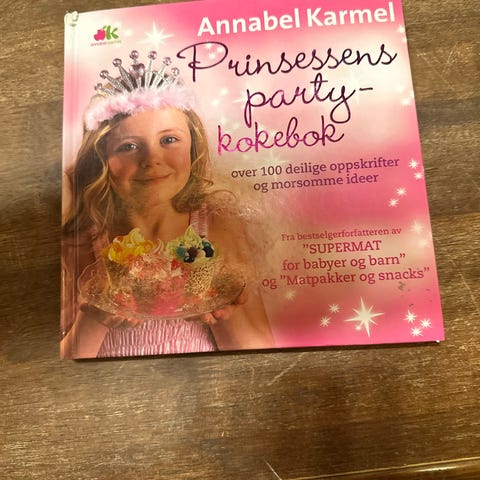 Annabel Karmel
Prinsessens
party-
kokebok
over 100 deilige oppskrifter
og morsomme ideer
Fra bestselgerforfatteren av
"SUPERMAT
for babyer og barn"
og "Matpakker og snacks"